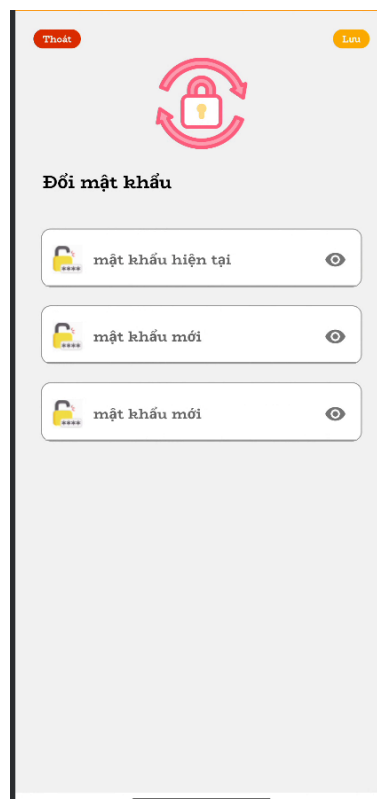 Thoát
Lưu
Đổi mật khẩu
mật khẩu hiện tại
mật khẩu mới
mật khẩu mới